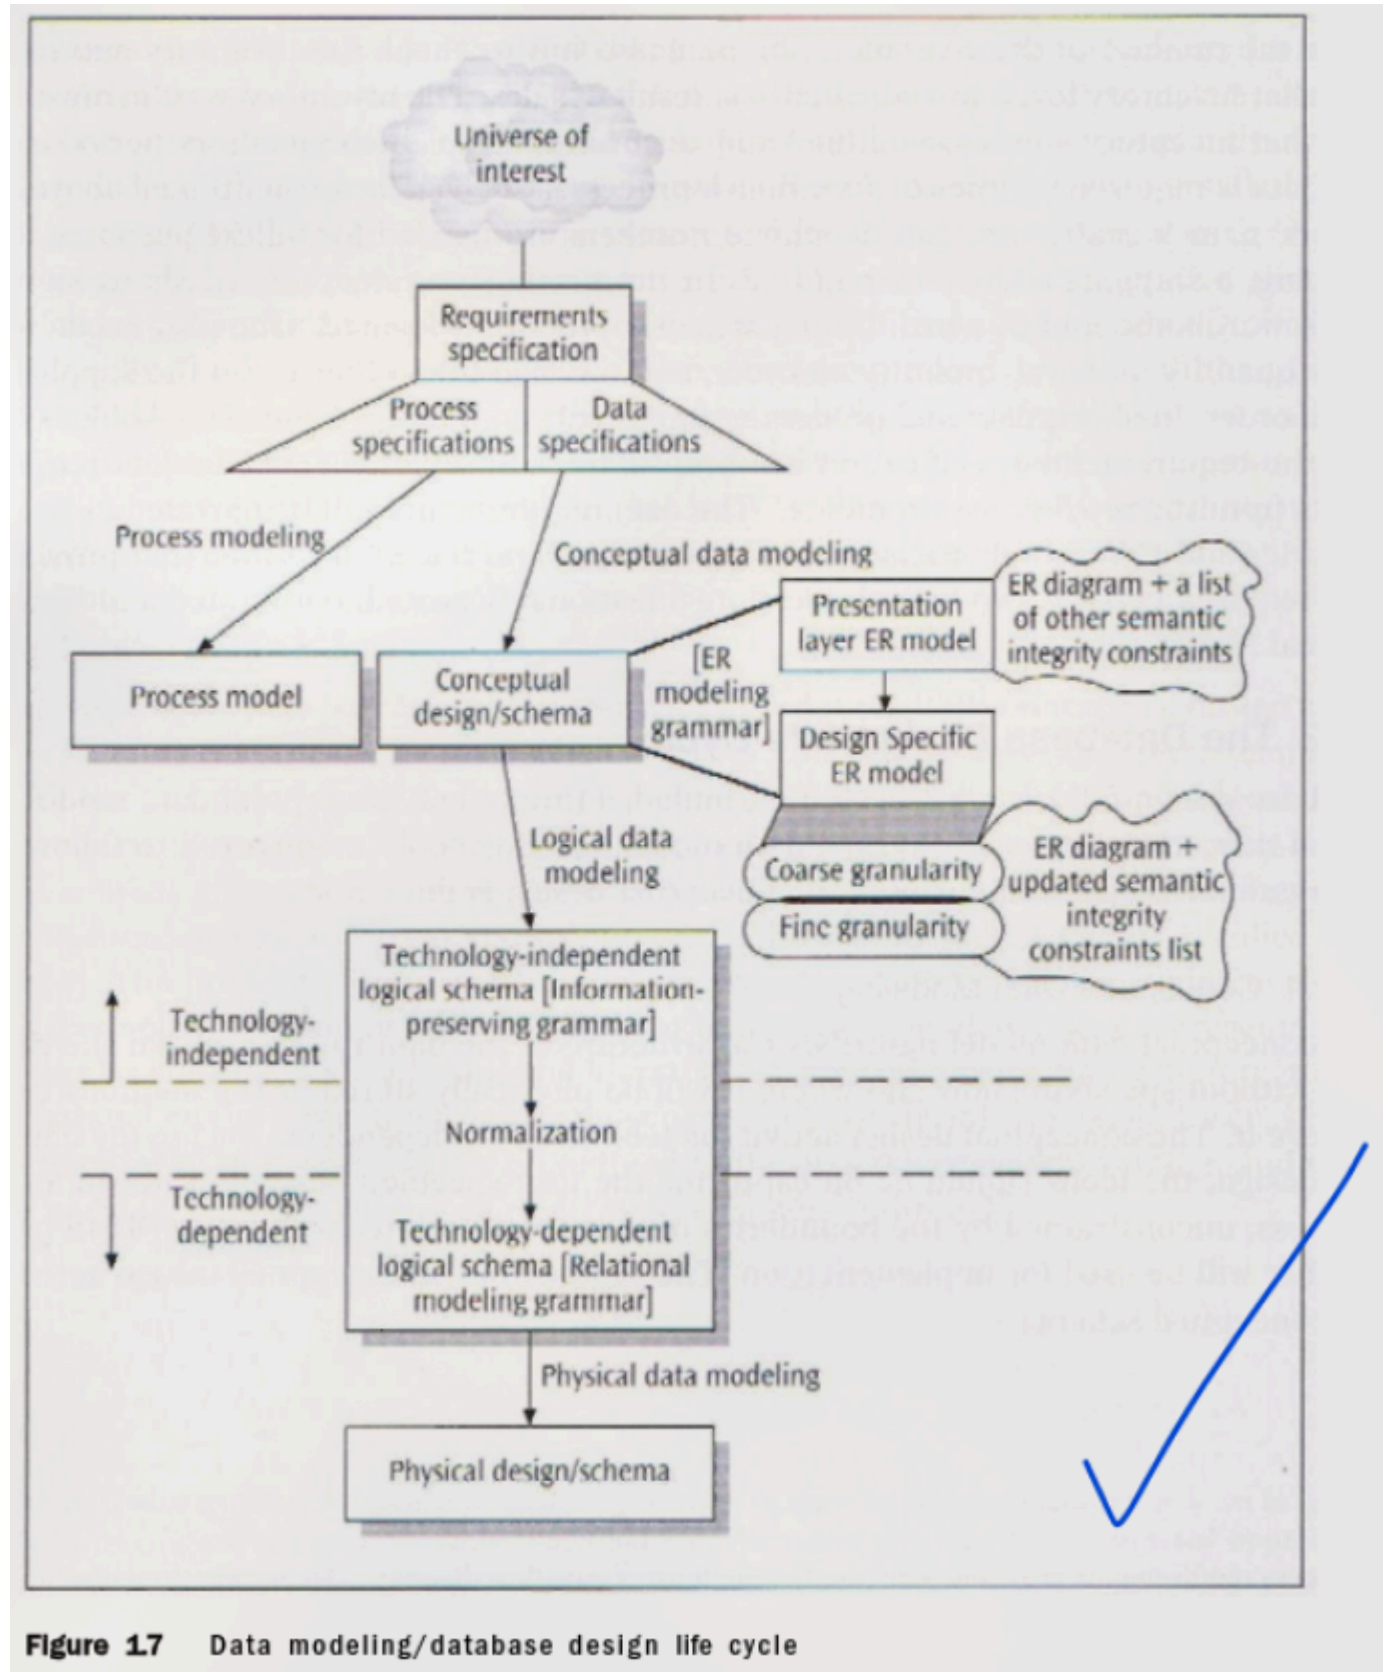 Universe of
interest
Requirements
specification
Process
specifications
Data
specifications
Process modeling
Conceptual data modeling
Presentation
layer ER model
ER diagram + a list
of other semantic
integrity constraints
Process model
Conceptual
design/schema
[ER
modeling
grammar]
Design Specific
ER model
Logical data
modeling
Coarse granularity
Fine granularity
ER diagram +
updated semantic
integrity
constraints list
Technology-independent
logical schema [Information-
preserving grammar]
Technology-
independent
Normalization
Technology-
dependent
Technology-dependent
logical schema [Relational
modeling grammar]
Physical data modeling
Physical design/schema
Figure 1.7 Data modeling/database design life cycle